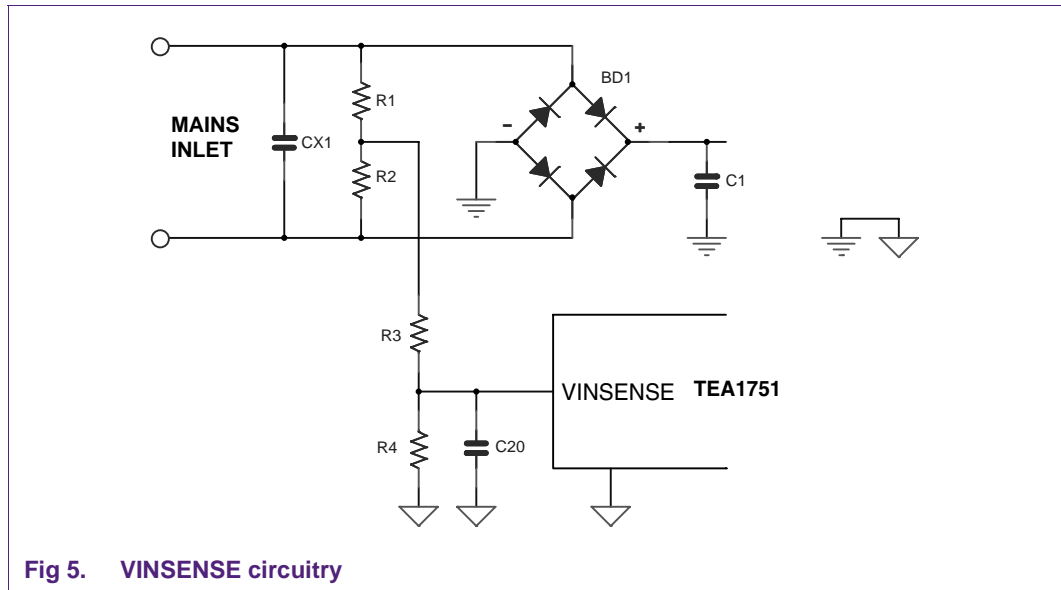 BD1
R1
- +
MAINS
INLET
CX1
R2
C1
R3
VINSENSE TEA1751
R4
C20
Fig 5. VINSENSE circuitry